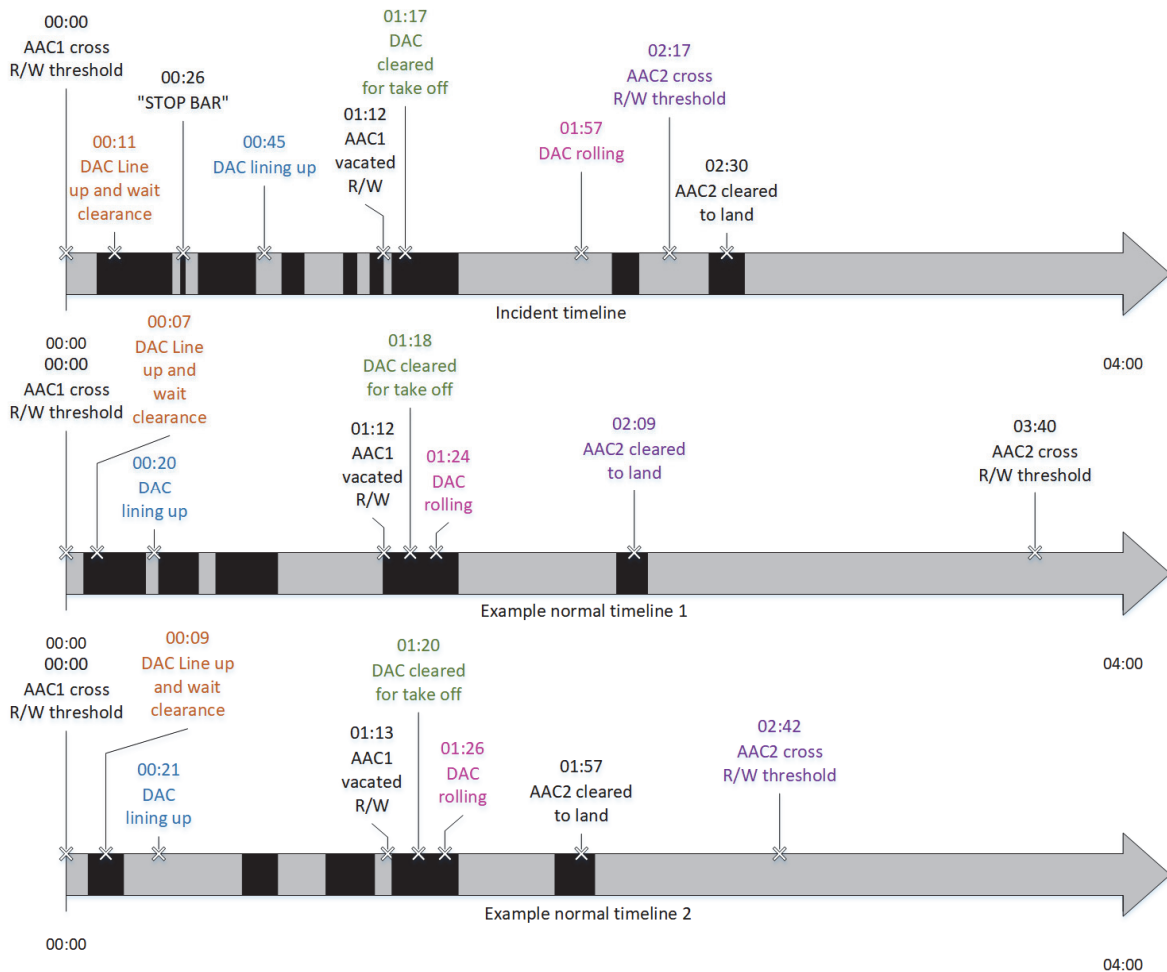 00:00
AAC1 cross
R/W threshold
00:11
DAC Line
up and wait
clearance
00:26
"STOP BAR"
00:45
DAC lining up
01:12
AAC1
vacated
R/W
01:17
DAC
cleared
for take off
01:57
DAC rolling
02:17
AAC2 cross
R/W threshold
02:30
AAC2 cleared
to land
Incident timeline
00:00
04:00
00:00
AAC1 cross
R/W threshold
00:07
DAC Line
up and
wait
clearance
00:20
DAC
lining up
01:12
AAC1
vacated
R/W
01:18
DAC cleared
for take off
01:24
DAC
rolling
02:09
AAC2 cleared
to land
03:40
AAC2 cross
R/W threshold
Example normal timeline 1
00:00
04:00
00:00
AAC1 cross
R/W threshold
00:09
DAC Line up
and wait
clearance
00:21
DAC
lining up
01:13
AAC1
vacated
R/W
01:20
DAC cleared
for take off
01:26
DAC
rolling
01:57
AAC2 cleared
to land
02:42
AAC2 cross
R/W threshold
Example normal timeline 2
00:00
04:00